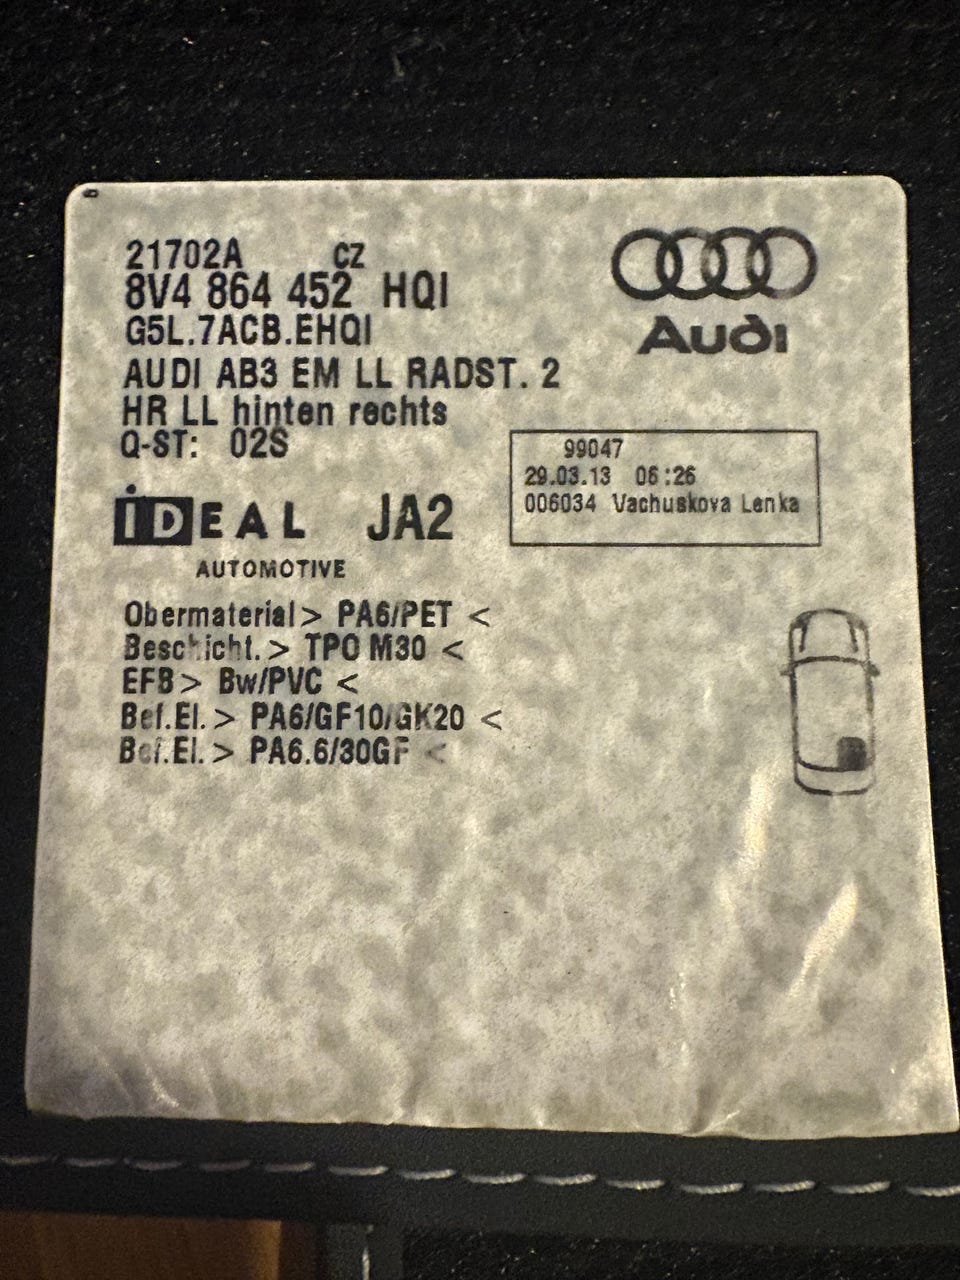 21702A CZ
8V4 864 452 HQI
G5L.7ACB.EHQI
AUDI AB3 EM LL RADST. 2
HR LL hinten rechts
Q-ST: 02S
Audi
99047
29.03.13 06:26
006034 Vachuskova Lenka
iDEAL JA2
AUTOMOTIVE
Obermaterial> PA6/PET <
Beschicht.> TPO M30 <
EFB> Bw/PVC <
Bef.El.> PA6/GF10/GK20 <
Bef.El.> PA6.6/30GF <